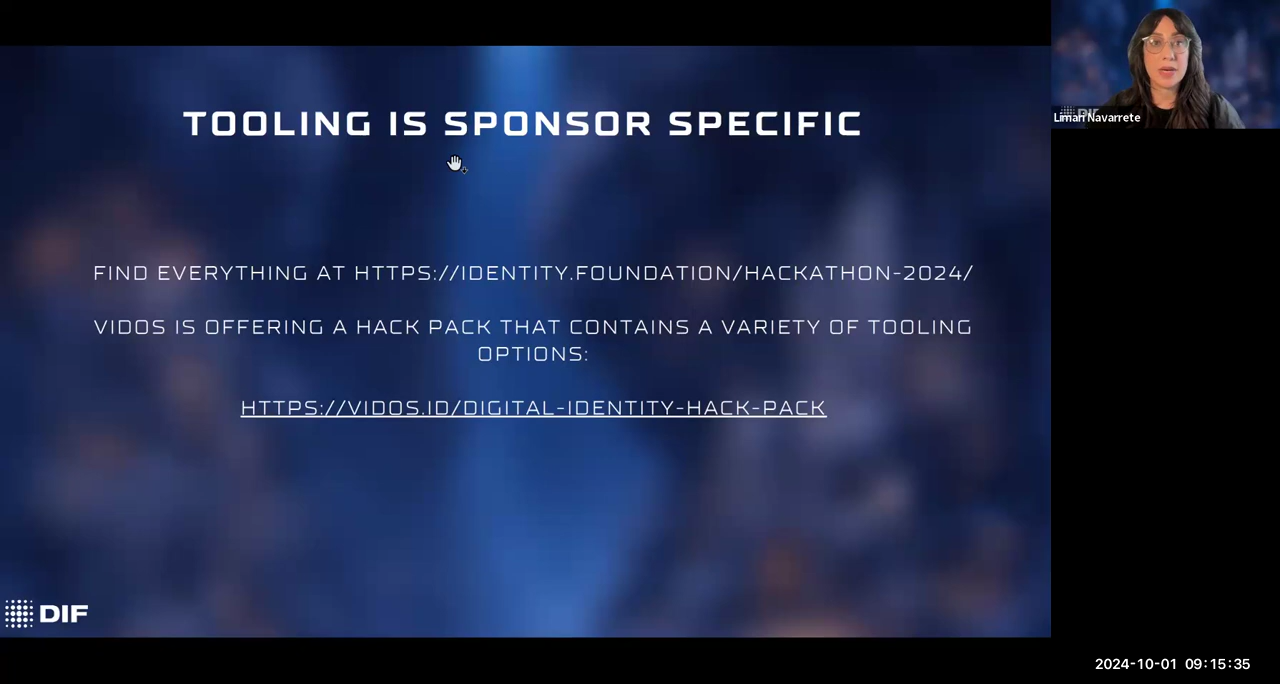 TOOLING IS SPONSOR SPECIFIC
FIND EVERYTHING AT HTTPS://IDENTITY.FOUNDATION/HACKATHON-2024/
VIDOS IS OFFERING A HACK PACK THAT CONTAINS A VARIETY OF TOOLING
OPTIONS:
HTTPS://VIDOS.ID/DIGITAL-IDENTITY-HACK-PACK
DIF
Limari Navarrete
2024-10-01 09:15:35